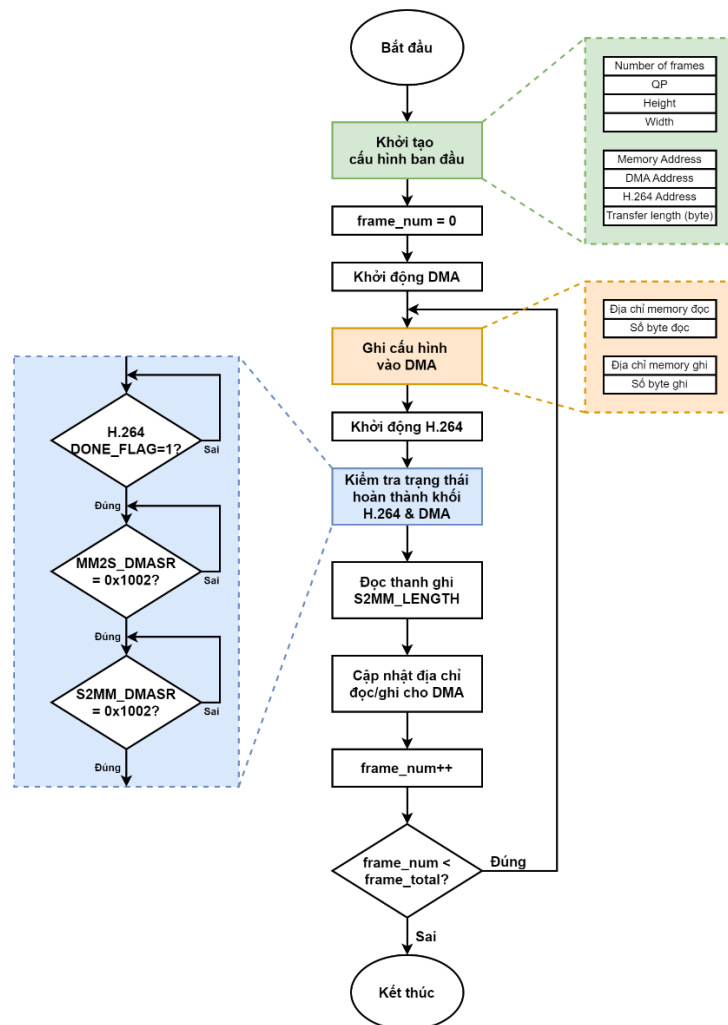 Bắt đầu
Number of frames
QP
Height
Width
Memory Address
DMA Address
H.264 Address
Transfer length (byte)
Khởi tạo
cấu hình ban đầu
frame_num = 0
Khởi động DMA
Địa chỉ memory đọc
Số byte đọc
Địa chỉ memory ghi
Số byte ghi
Ghi cấu hình
vào DMA
Khởi động H.264
Kiểm tra trạng thái
hoàn thành khối
H.264 & DMA
H.264
DONE_FLAG=1?
Sai
Đúng
MM2S_DMASR
= 0x1002?
Sai
Đúng
S2MM_DMASR
= 0x1002?
Sai
Đúng
Đọc thanh ghi
S2MM_LENGTH
Cập nhật địa chỉ
đọc/ghi cho DMA
frame_num++
frame_num <
frame_total?
Đúng
Sai
Kết thúc